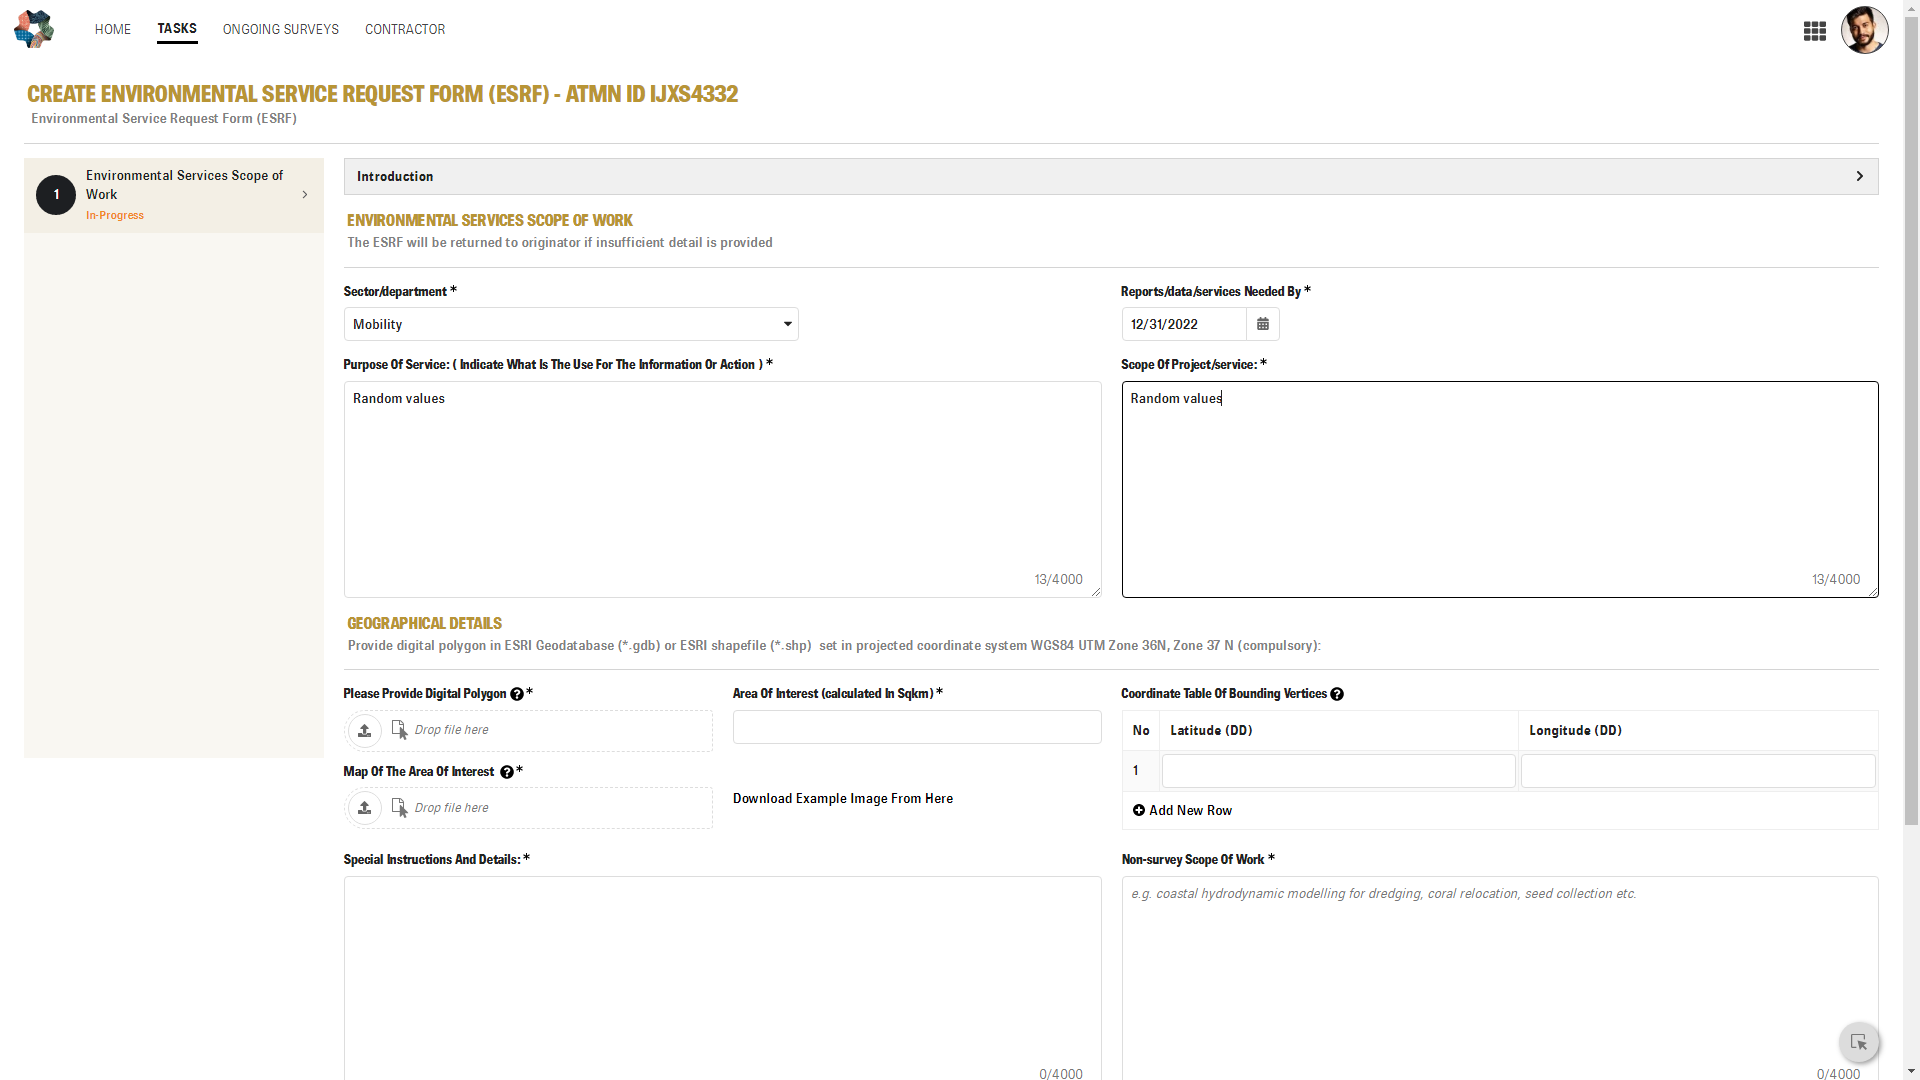 HOME
TASKS
ONGOING SURVEYS
CONTRACTOR
CREATE ENVIRONMENTAL SERVICE REQUEST FORM (ESRF) - ATMN ID IJXS4332
Environmental Service Request Form (ESRF)
1
Environmental Services Scope of
Work
In-Progress
Introduction
ENVIRONMENTAL SERVICES SCOPE OF WORK
The ESRF will be returned to originator if insufficient detail is provided
Sector/department *
Mobility
Reports/data/services Needed By *
12/31/2022
Purpose Of Service: ( Indicate What Is The Use For The Information Or Action ) *
Random values
13/4000
Scope Of Project/service: *
Random values
13/4000
GEOGRAPHICAL DETAILS
Provide digital polygon in ESRI Geodatabase (*.gdb) or ESRI shapefile (*.shp)  set in projected coordinate system WGS84 UTM Zone 36N, Zone 37 N (compulsory):
Please Provide Digital Polygon ? *
Drop file here
Area Of Interest (calculated In Sqkm) *
Map Of The Area Of Interest ? *
Drop file here
Download Example Image From Here
Coordinate Table Of Bounding Vertices ?
No
Latitude (DD)
Longitude (DD)
1
Add New Row
Special Instructions And Details: *
0/4000
Non-survey Scope Of Work *
e.g. coastal hydrodynamic modelling for dredging, coral relocation, seed collection etc.
0/4000